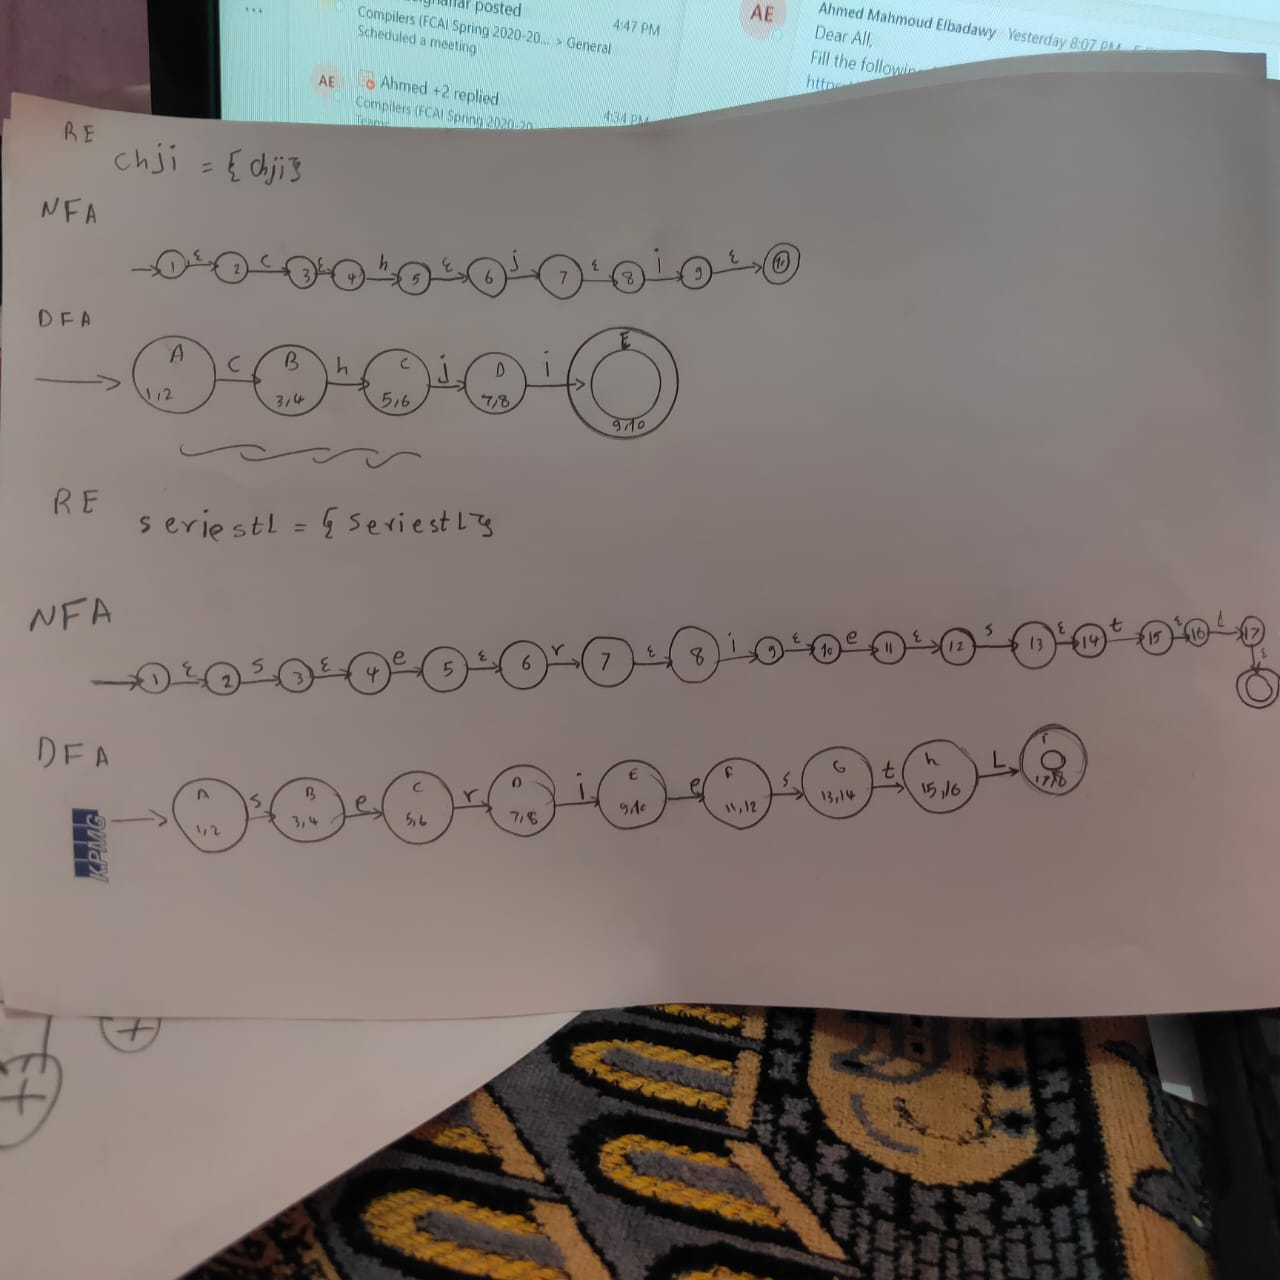 posted
Compilers (FCAI Spring 2020-20... > General
4:47 PM
Scheduled a meeting
AE
Ahmed +2 replied
Compilers (FCAI Spring 2020-20
4:34 PM
AE
Ahmed Mahmoud Elbadawy Yesterday 8:07 PM
Dear All,
Fill the following
https
RE
chji = {chji}
NFA
1 ε 2 c 3 ε 4 h 5 ε 6 j 7 ε 8 i 9 ε 10
DFA
A c B h C j D i E
1,2 3,4 5,6 7,8 9,10
RE
seriestL = {seriestL}
NFA
1 ε 2 s 3 ε 4 e 5 ε 6 r 7 ε 8 i 9 ε 10 e 11 ε 12 s 13 ε 14 t 15 ε 16 L 17
ε
DFA
A s B e C r D i E e F s G t h L i
1,2 3,4 5,6 7,8 9,10 11,12 13,14 15,16 17,18
KPMG